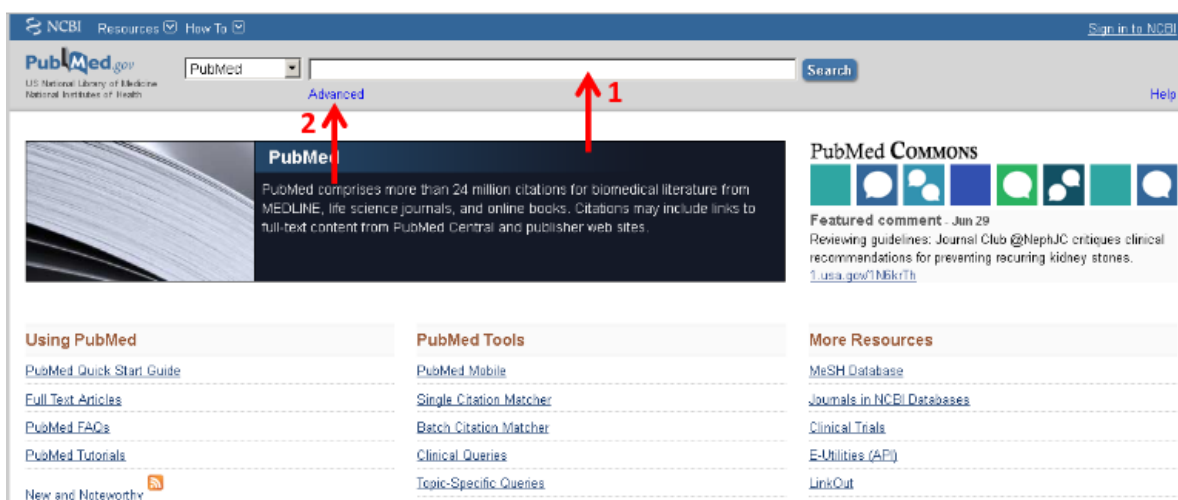 NCBI Resources How To Sign in to NCBI
PubMed.gov
US National Library of Medicine
National Institutes of Health
PubMed
Search
Advanced
Help
1
2
PubMed
PubMed comprises more than 24 million citations for biomedical literature from
MEDLINE, life science journals, and online books. Citations may include links to
full-text content from PubMed Central and publisher web sites.
PubMed Commons
Featured comment - Jun 29
Reviewing guidelines: Journal Club @NephJC critiques clinical
recommendations for preventing recurring kidney stones.
1.usa.gov/1N6krTh
Using PubMed
PubMed Quick Start Guide
Full Text Articles
PubMed FAQs
PubMed Tutorials
New and Noteworthy
PubMed Tools
PubMed Mobile
Single Citation Matcher
Batch Citation Matcher
Clinical Queries
Topic-Specific Queries
More Resources
MeSH Database
Journals in NCBI Databases
Clinical Trials
E-Utilities (API)
LinkOut